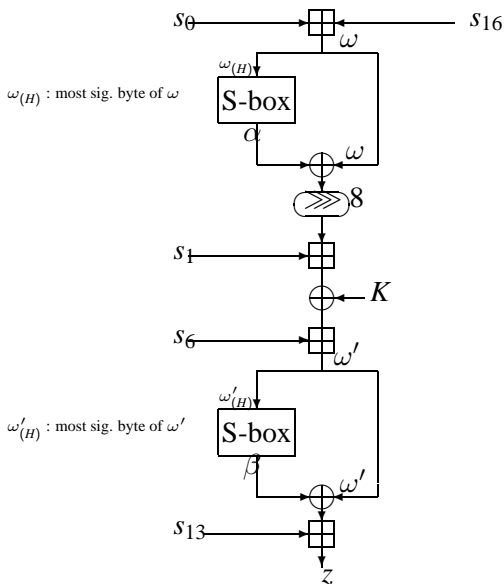 s₀ s₁₆
ω
ω₍H₎
ω₍H₎ : most sig. byte of ω
S-box
α
ω
⋙ 8
s₁
K
s₆
ω′
ω′₍H₎
ω′₍H₎ : most sig. byte of ω′
S-box
β
ω′
s₁₃
z